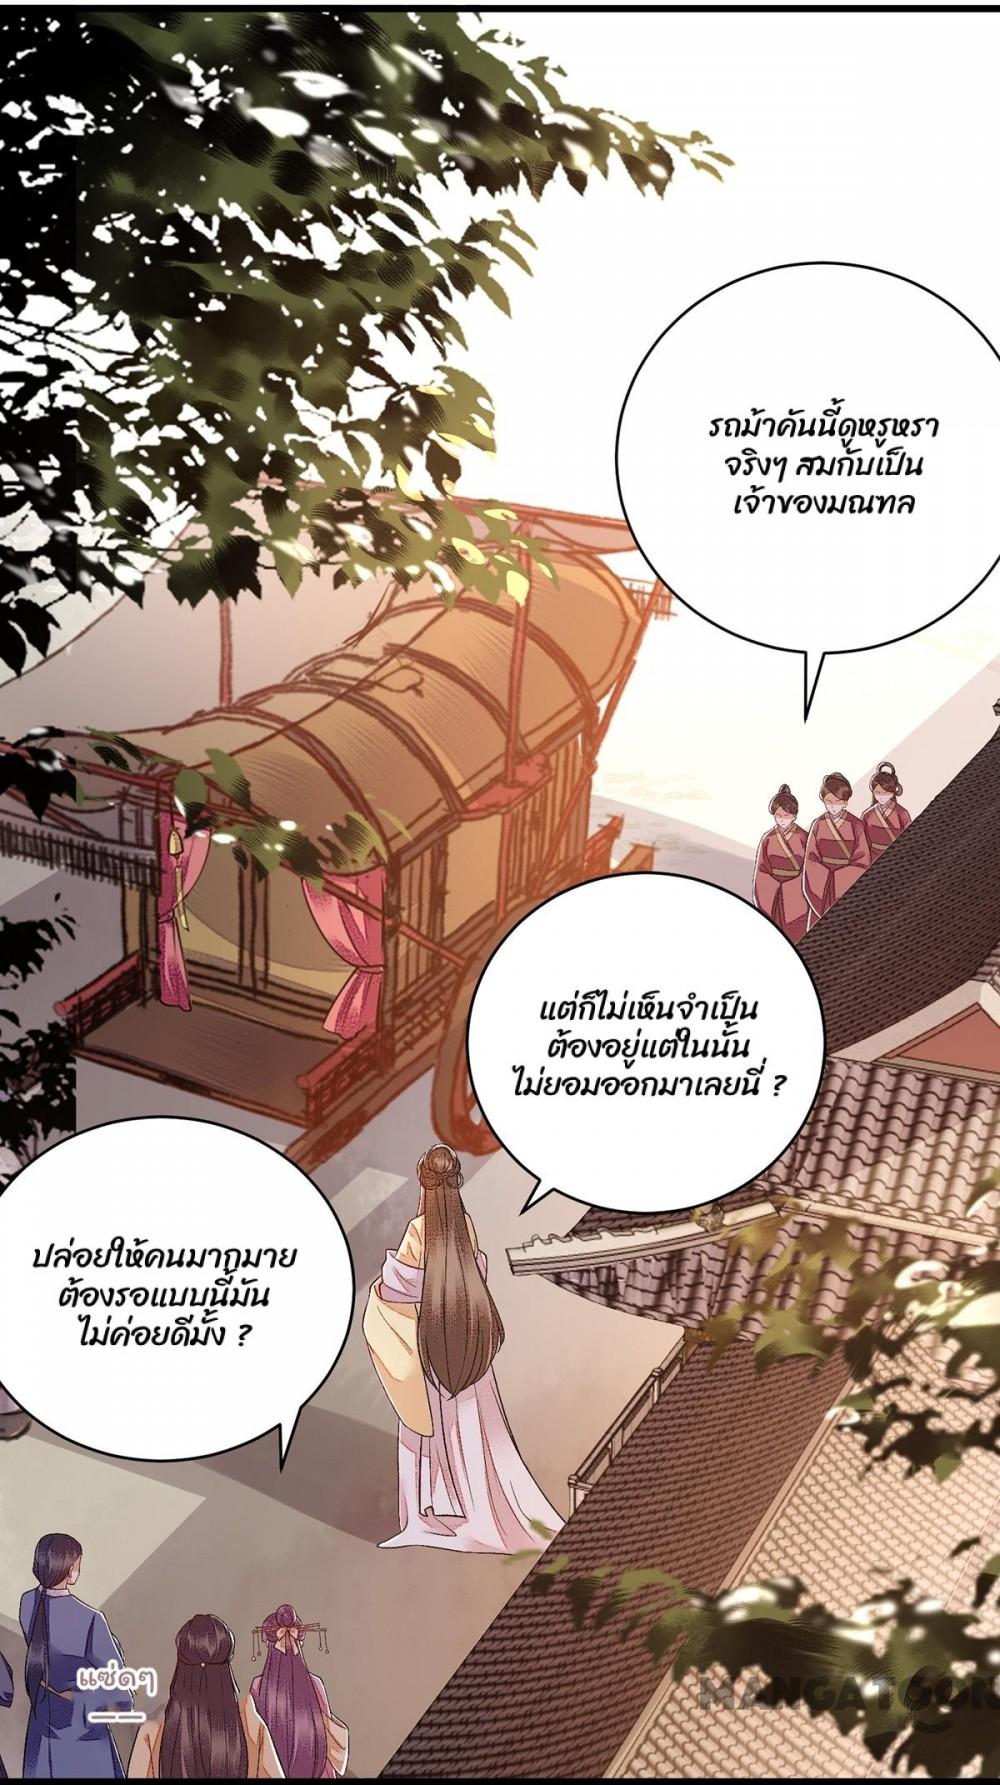 รถม้าคันนี้ดูหรูหรา
จริงๆ สมกับเป็น
เจ้าของมณฑล
แต่ก็ไม่เห็นจำเป็น
ต้องอยู่แต่ในนั้น
ไม่ยอมออกมาเลยนี่ ?
ปล่อยให้คนมากมาย
ต้องรอแบบนี้มัน
ไม่ค่อยดีมั้ง ?
แซ่ดๆ
MANGATOON